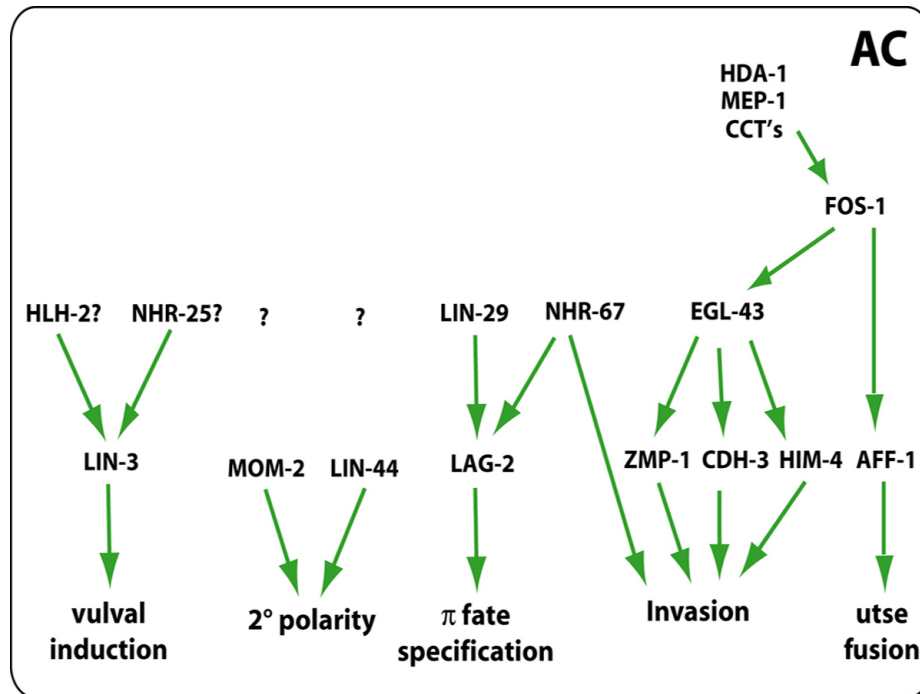 AC
HDA-1
MEP-1
CCT's
FOS-1
HLH-2? NHR-25? ? ? LIN-29 NHR-67 EGL-43
LIN-3 MOM-2 LIN-44 LAG-2 ZMP-1 CDH-3 HIM-4 AFF-1
vulval
induction
2° polarity
π fate
specification
Invasion
utse
fusion